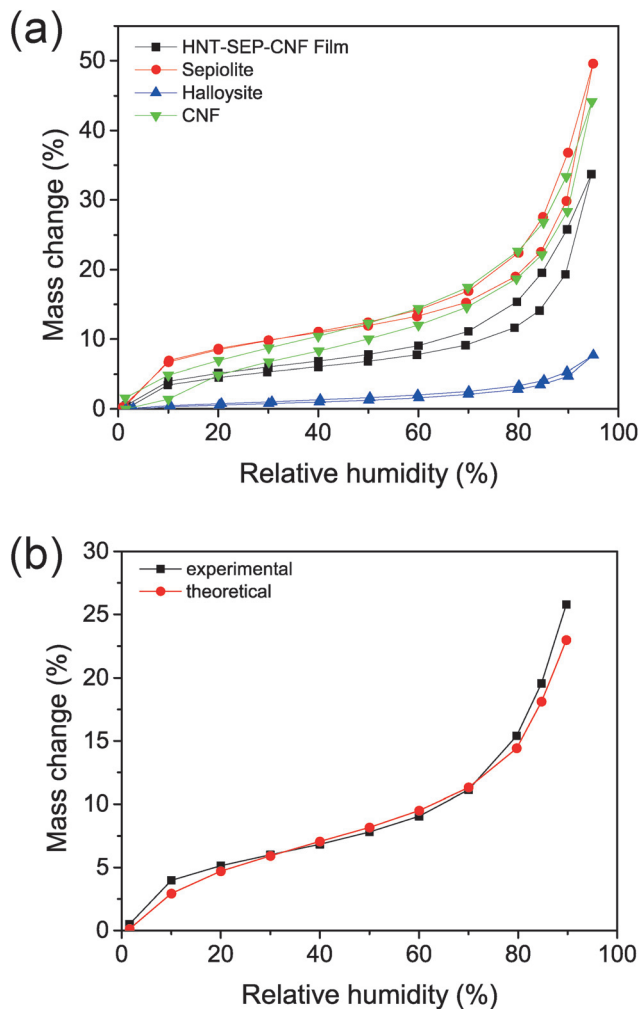 (a)
HNT-SEP-CNF Film
Sepiolite
Halloysite
CNF
50
40
30
20
10
0
Mass change (%)
0 20 40 60 80 100
Relative humidity (%)
(b)
experimental
theoretical
30
25
20
15
10
5
0
Mass change (%)
0 20 40 60 80 100
Relative humidity (%)